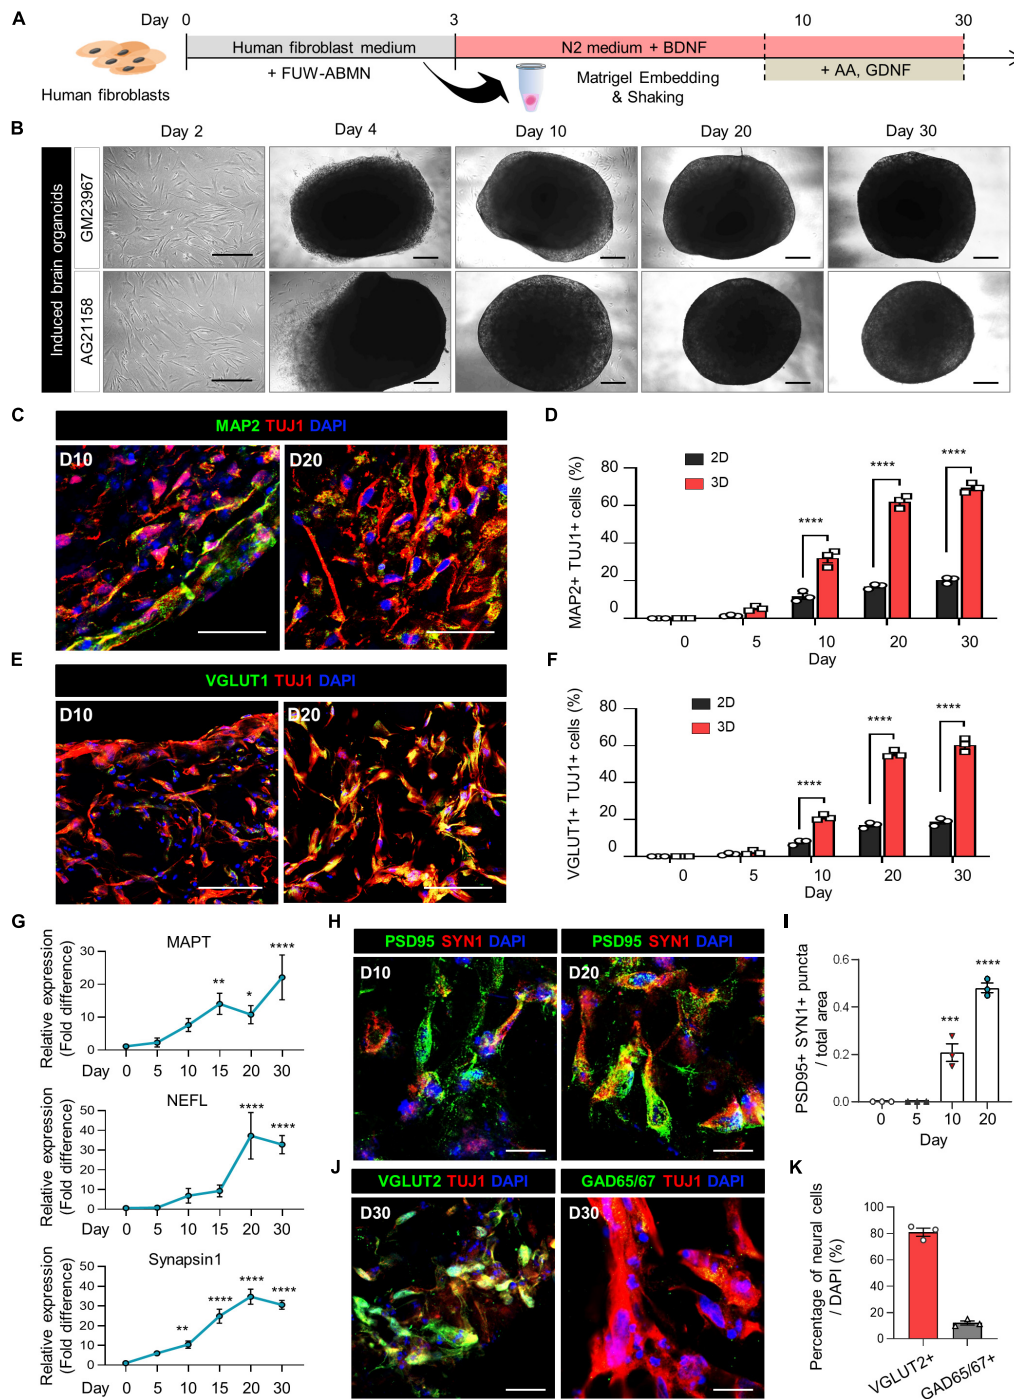 A
Day
0
3
10
30
Human fibroblast medium
N2 medium + BDNF
+ FUW-ABMN
Matrigel Embedding
& Shaking
+ AA, GDNF
Human fibroblasts
B
Day 2
Day 4
Day 10
Day 20
Day 30
Induced brain organoids
GM23967
AG21158
C
MAP2 TUJ1 DAPI
D10
D20
D
MAP2+ TUJ1+ cells (%)
80
60
40
20
0
2D
3D
****
****
****
0
5
10
20
30
Day
E
VGLUT1 TUJ1 DAPI
D10
D20
F
VGLUT1+ TUJ1+ cells (%)
80
60
40
20
0
2D
3D
****
****
****
0
5
10
20
30
Day
G
MAPT
Relative expression
(Fold difference)
30
20
10
0
**
*
****
Day 0 5 10 15 20 30
NEFL
Relative expression
(Fold difference)
50
40
30
20
10
0
****
****
Day 0 5 10 15 20 30
Synapsin1
Relative expression
(Fold difference)
50
40
30
20
10
0
**
****
****
****
Day 0 5 10 15 20 30
H
PSD95 SYN1 DAPI
PSD95 SYN1 DAPI
D10
D20
I
PSD95+ SYN1+ puncta
/ total area
0.6
0.4
0.2
0.0
***
****
0
5
10
20
Day
J
VGLUT2 TUJ1 DAPI
GAD65/67 TUJ1 DAPI
D30
D30
K
Percentage of neural cells
/ DAPI (%)
100
80
60
40
20
0
VGLUT2+
GAD65/67+